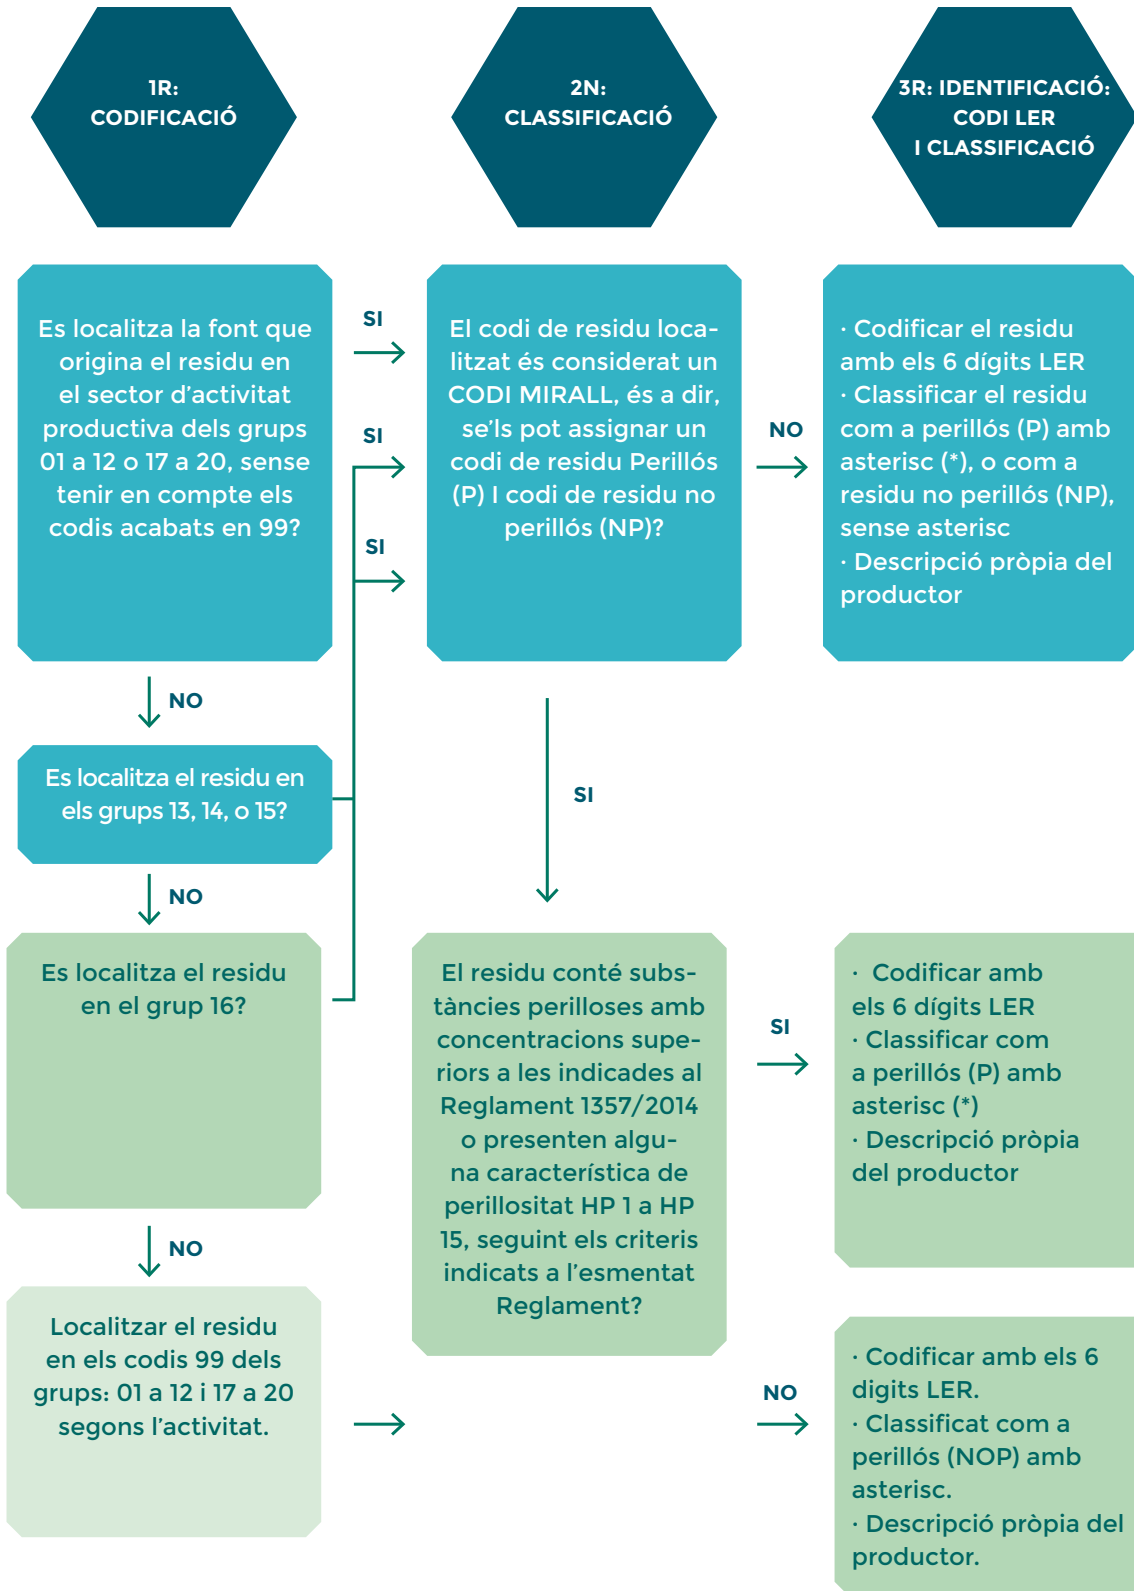 1R:
CODIFICACIÓ
2N:
CLASSIFICACIÓ
3R: IDENTIFICACIÓ:
CODI LER
I CLASSIFICACIÓ
Es localitza la font que
origina el residu en
el sector d'activitat
productiva dels grups
01 a 12 o 17 a 20, sense
tenir en compte els
codis acabats en 99?
SI
SI
SI
El codi de residu loca-
litzat és considerat un
CODI MIRALL, és a dir,
se'ls pot assignar un
codi de residu Perillós
(P) I codi de residu no
perillós (NP)?
NO
· Codificar el residu
amb els 6 dígits LER
· Classificar el residu
com a perillós (P) amb
asterisc (*), o com a
residu no perillós (NP),
sense asterisc
· Descripció pròpia del
productor
NO
Es localitza el residu en
els grups 13, 14, o 15?
SI
NO
Es localitza el residu
en el grup 16?
El residu conté subs-
tàncies perilloses amb
concentracions supe-
riors a les indicades al
Reglament 1357/2014
o presenten algu-
na característica de
perillositat HP 1 a HP
15, seguint els criteris
indicats a l'esmentat
Reglament?
SI
· Codificar amb
els 6 dígits LER
· Classificar com
a perillós (P) amb
asterisc (*)
· Descripció pròpia
del productor
NO
Localitzar el residu
en els codis 99 dels
grups: 01 a 12 i 17 a 20
segons l'activitat.
NO
· Codificar amb els 6
digits LER.
· Classificat com a
perillós (NOP) amb
asterisc.
· Descripció pròpia del
productor.